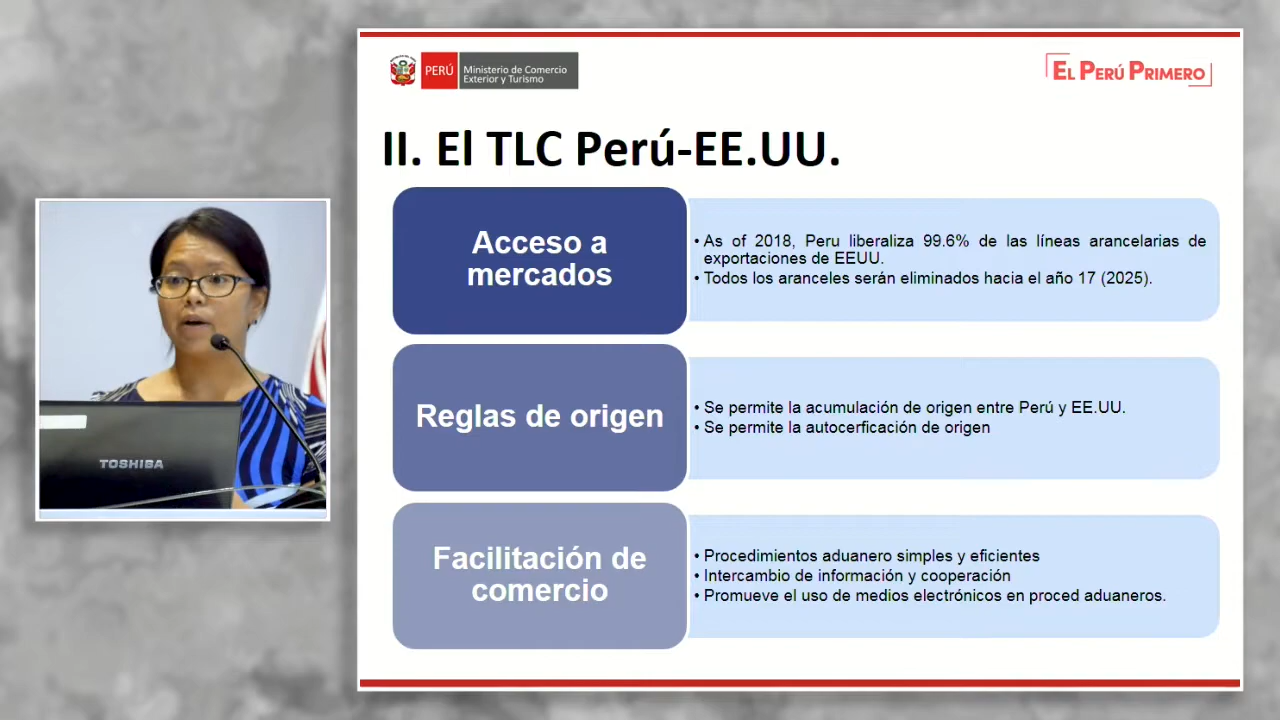 PERÚ
Ministerio de Comercio
Exterior y Turismo
EL PERÚ PRIMERO
II. El TLC Perú-EE.UU.
Acceso a
mercados
• As of 2018, Peru liberaliza 99.6% de las líneas arancelarias de
exportaciones de EEUU.
• Todos los aranceles serán eliminados hacia el año 17 (2025).
Reglas de origen
• Se permite la acumulación de origen entre Perú y EE.UU.
• Se permite la autocerficación de origen
Facilitación de
comercio
• Procedimientos aduanero simples y eficientes
• Intercambio de información y cooperación
• Promueve el uso de medios electrónicos en proced aduaneros.
TOSHIBA